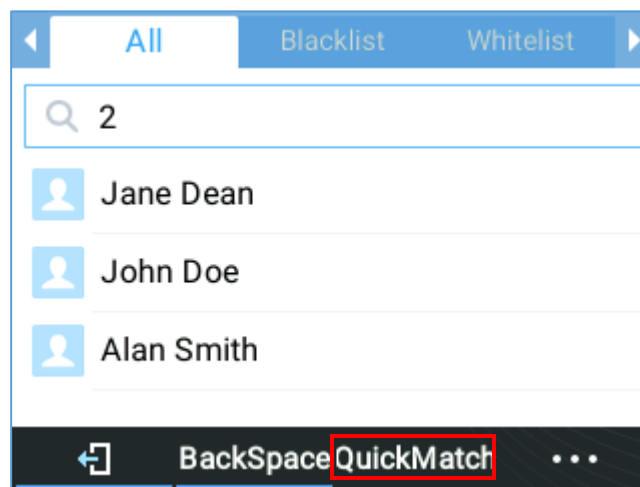 All Blacklist Whitelist
2
Jane Dean
John Doe
Alan Smith
BackSpace QuickMatch